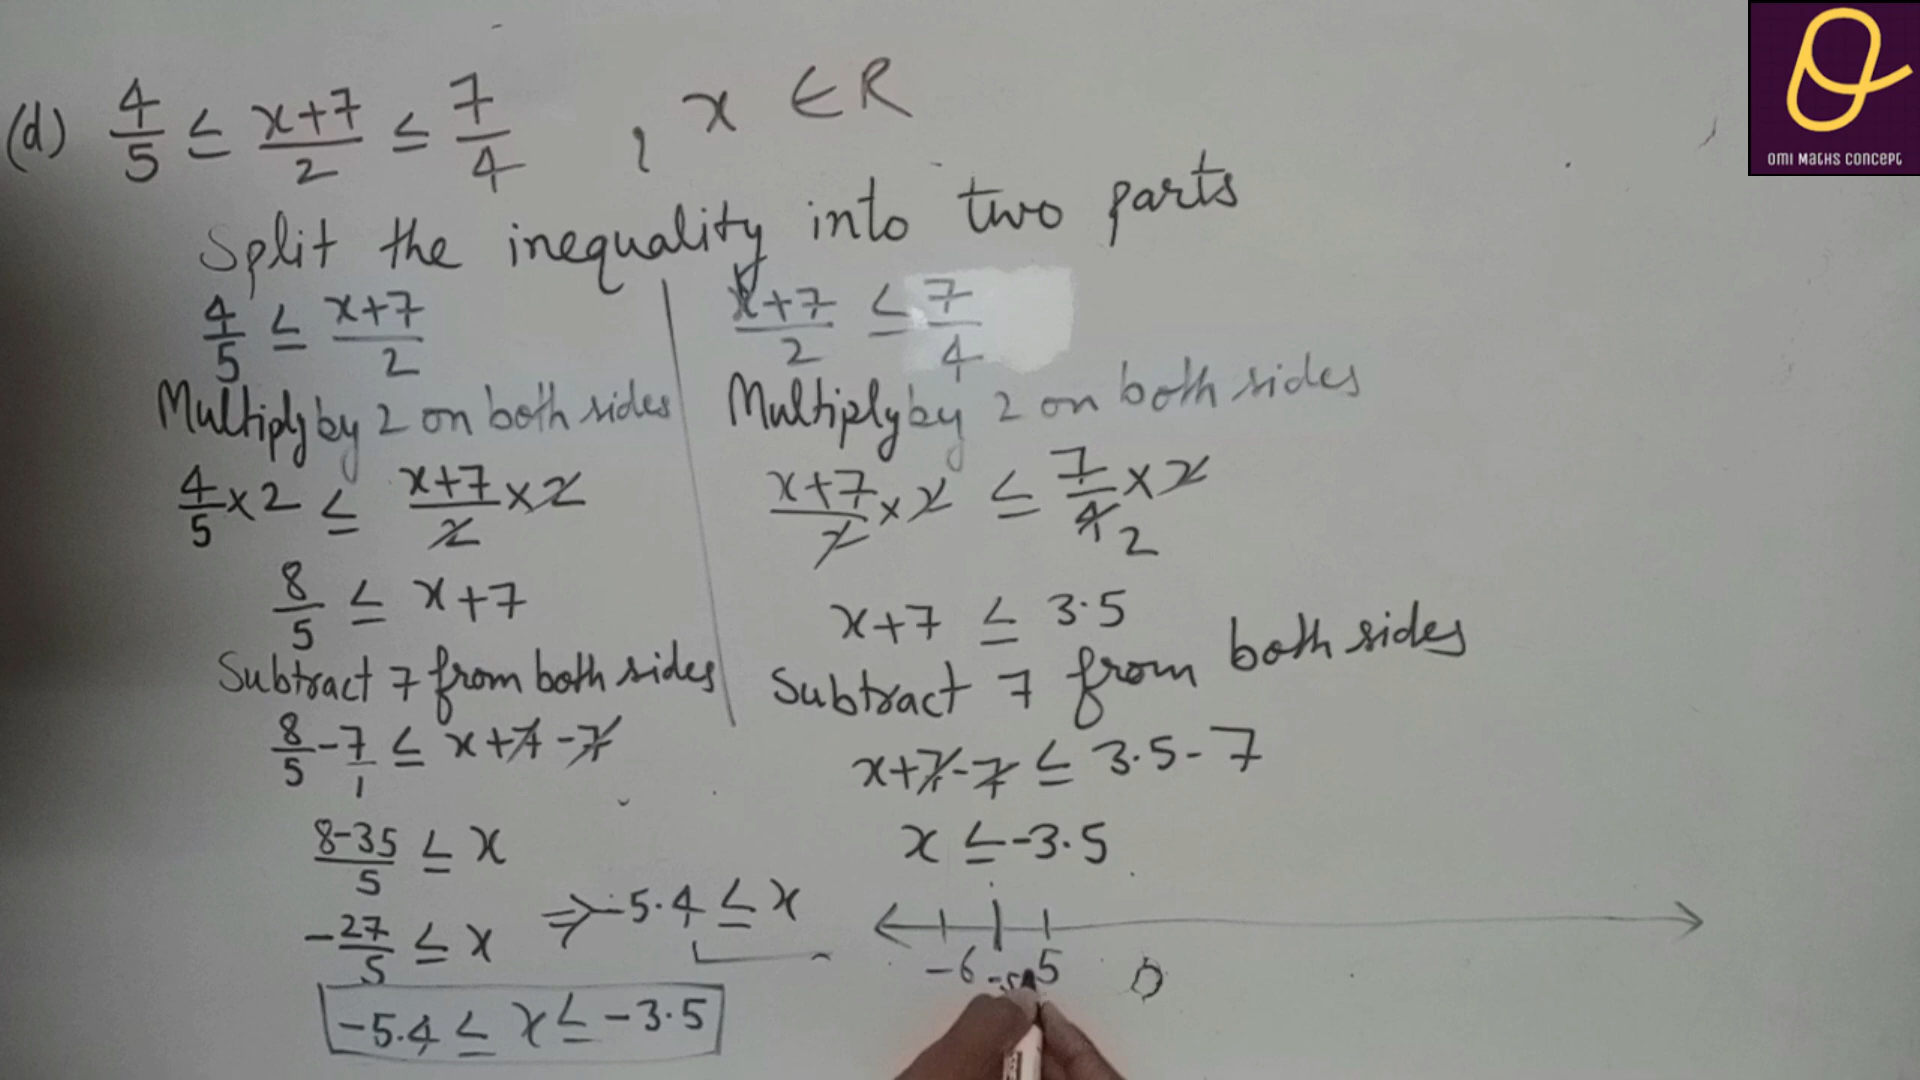 (d) 4/5 ≤ x+7/2 ≤ 7/4 , x ∈ R
Split the inequality into two parts
4/5 ≤ x+7/2
Multiply by 2 on both sides
4/5 × 2 ≤ x+7/2 × 2
8/5 ≤ x+7
Subtract 7 from both sides
8/5 - 7/1 ≤ x+7-7
8-35/5 ≤ x
-27/5 ≤ x ⇒ -5.4 ≤ x
-5.4 ≤ x ≤ -3.5
x+7/2 ≤ 7/4
Multiply by 2 on both sides
x+7/2 × 2 ≤ 7/4 × 2
2
x+7 ≤ 3.5
Subtract 7 from both sides
x+7-7 ≤ 3.5-7
x ≤ -3.5
-6 5 0
OMI MATHS CONCEPT